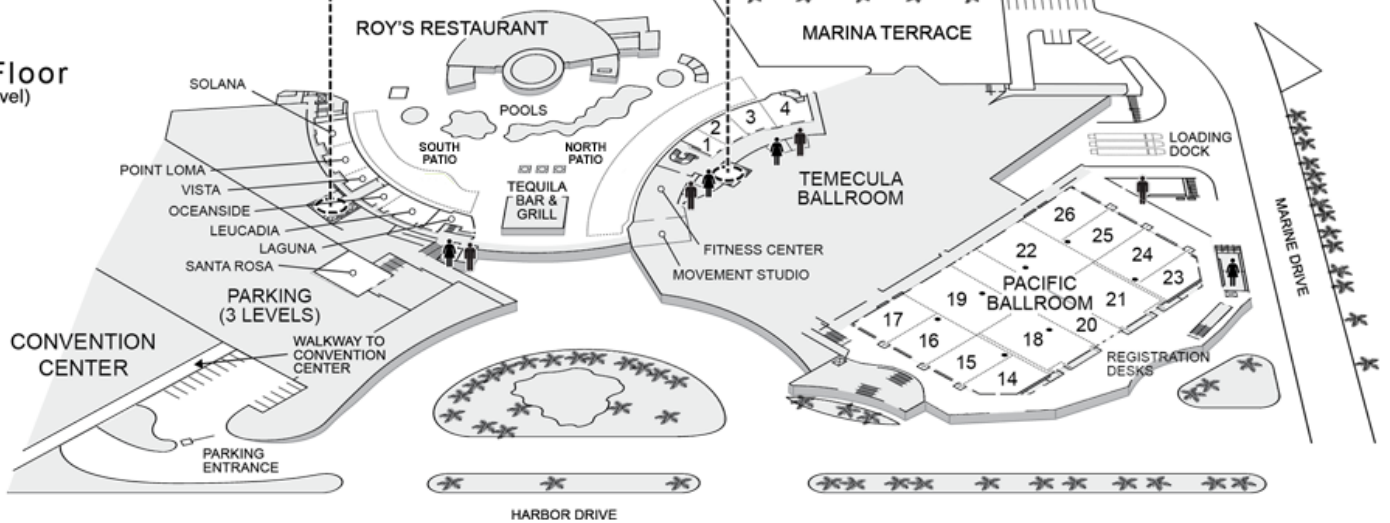 Floor
vel)
ROY'S RESTAURANT
MARINA TERRACE
SOLANA
POOLS
4
3
2
1
SOUTH
PATIO
NORTH
PATIO
LOADING
DOCK
POINT LOMA
VISTA
OCEANSIDE
LEUCADIA
LAGUNA
SANTA ROSA
TEQUILA
BAR &
GRILL
TEMECULA
BALLROOM
FITNESS CENTER
MOVEMENT STUDIO
MARINE DRIVE
26
25
24
23
22
21
20
19
18
17
16
15
14
PACIFIC
BALLROOM
REGISTRATION
DESKS
PARKING
(3 LEVELS)
CONVENTION
CENTER
WALKWAY TO
CONVENTION
CENTER
PARKING
ENTRANCE
HARBOR DRIVE